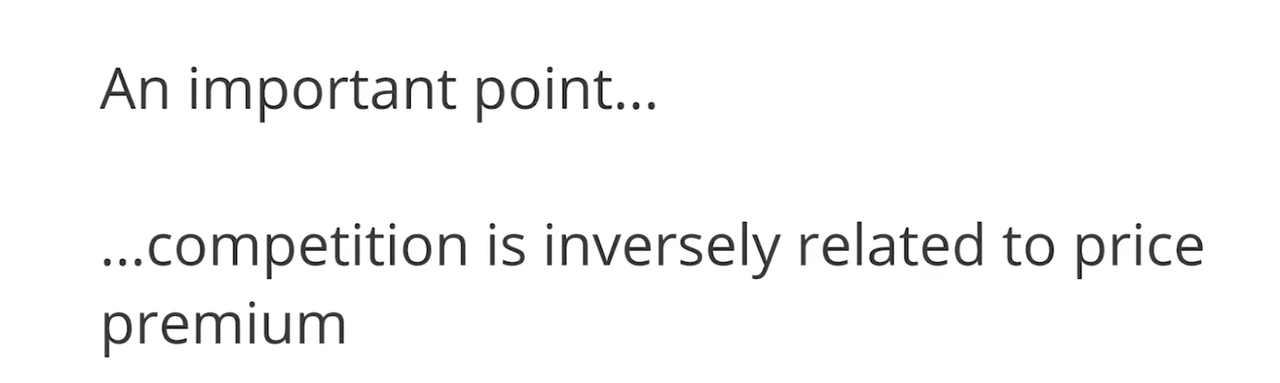 An important point...
...competition is inversely related to price
premium